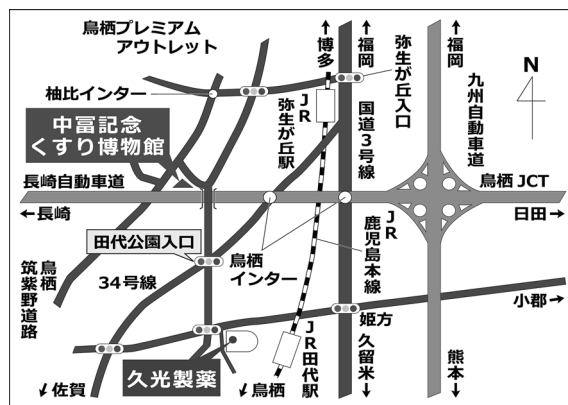 鳥栖プレミアム
アウトレット
柚比インター
中冨記念
くすり博物館
←博多→
←福岡
弥生が丘入口
←福岡
九州自動車道
N
JR
弥生が丘駅
国道3号線
長崎自動車道
←長崎
鳥栖JCT
日田→
田代公園入口
鳥栖
インター
JR
鹿児島本線
鳥栖
筑紫野道路
34号線
小郡→
姫方
JR田代駅
久光製薬
↙佐賀
↙鳥栖
久留米→
熊本→